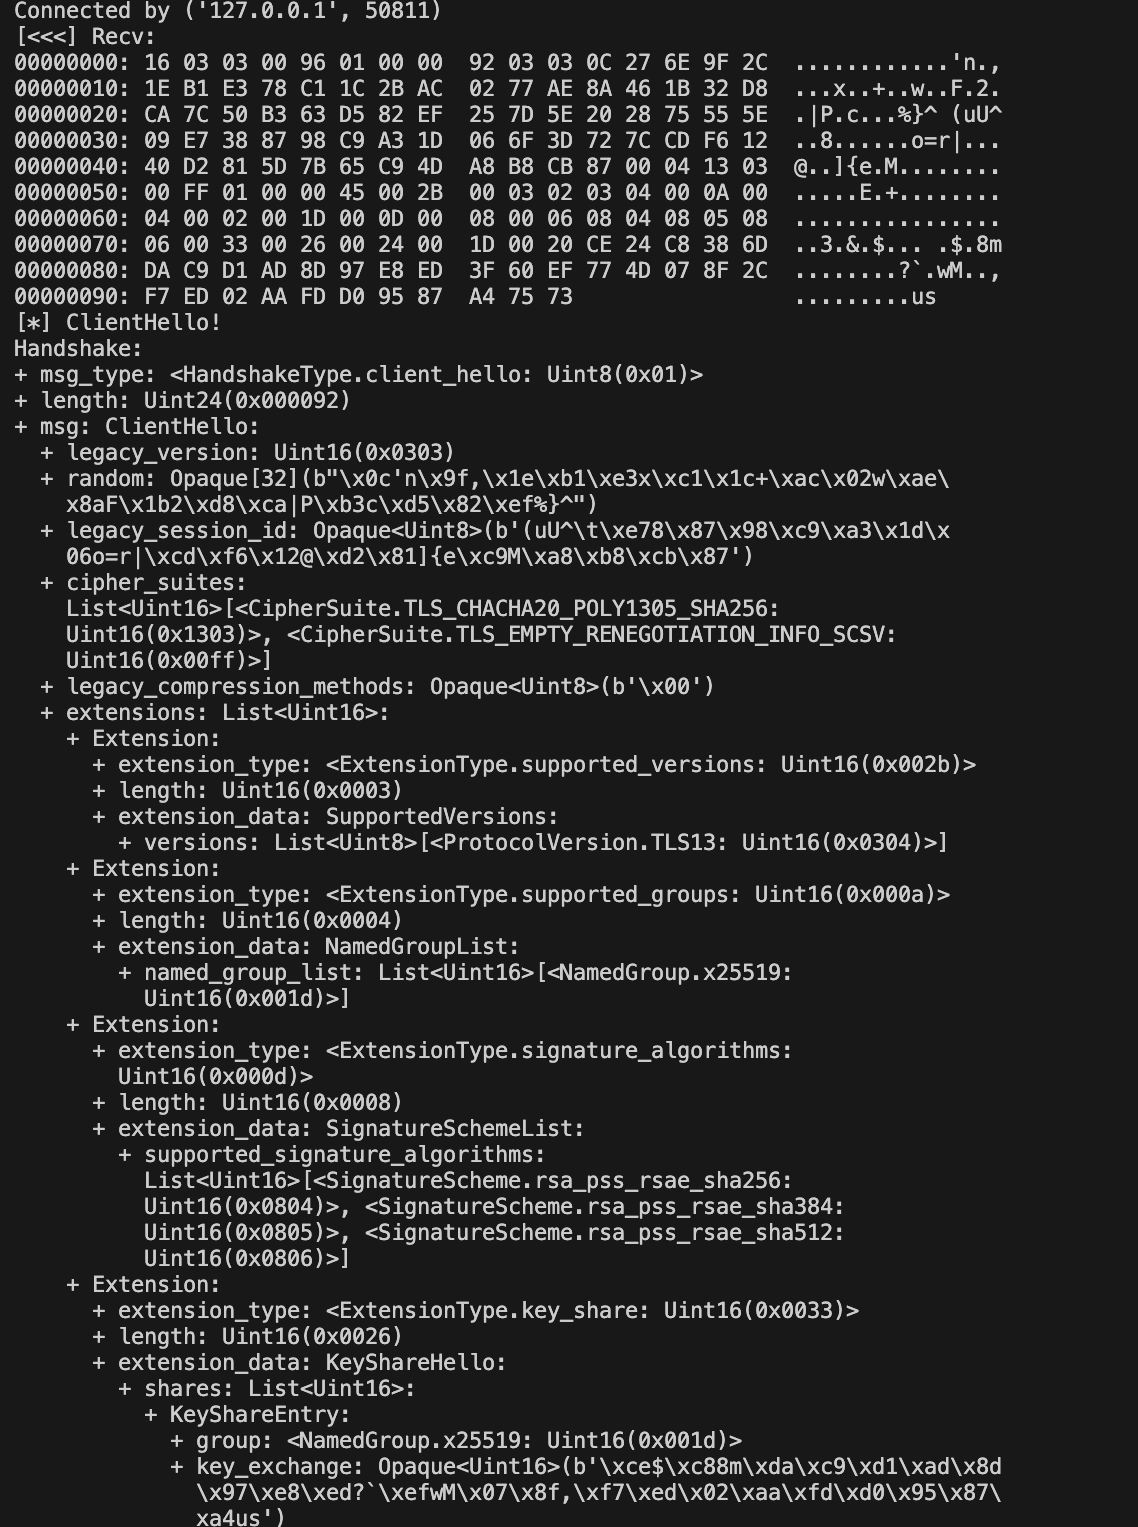 Connected by ('127.0.0.1', 50811)
[<<<] Recv:
00000000: 16 03 03 00 96 01 00 00  92 03 03 0C 27 6E 9F 2C  ............'n.,
00000010: 1E B1 E3 78 C1 1C 2B AC  02 77 AE 8A 46 1B 32 D8  ...x..+..w..F.2.
00000020: CA 7C 50 B3 63 D5 82 EF  25 7D 5E 20 28 75 55 5E  .|P.c...%}^ (uU^
00000030: 09 E7 38 87 98 C9 A3 1D  06 6F 3D 72 7C CD F6 12  ..8......o=r|...
00000040: 40 D2 81 5D 7B 65 C9 4D  A8 B8 CB 87 00 04 13 03  @..]{e.M........
00000050: 00 FF 01 00 00 45 00 2B  00 03 02 03 04 00 0A 00  .....E.+........
00000060: 04 00 02 00 1D 00 0D 00  08 00 06 08 04 08 05 08  ................
00000070: 06 00 33 00 26 00 24 00  1D 00 20 CE 24 C8 38 6D  ..3.&.$... .$.8m
00000080: DA C9 D1 AD 8D 97 E8 ED  3F 60 EF 77 4D 07 8F 2C  ........?`.wM..,
00000090: F7 ED 02 AA FD D0 95 87  A4 75 73                 .........us
[*] ClientHello!
Handshake:
+ msg_type: <HandshakeType.client_hello: Uint8(0x01)>
+ length: Uint24(0x000092)
+ msg: ClientHello:
  + legacy_version: Uint16(0x0303)
  + random: Opaque[32](b"\x0c'n\x9f,\x1e\xb1\xe3x\xc1\x1c+\xac\x02w\xae\
    x8aF\x1b2\xd8\xca|P\xb3c\xd5\x82\xef%}^")
  + legacy_session_id: Opaque<Uint8>(b'(uU^\t\xe78\x87\x98\xc9\xa3\x1d\x
    06o=r|\xcd\xf6\x12@\xd2\x81]{e\xc9M\xa8\xb8\xcb\x87')
  + cipher_suites:
    List<Uint16>[<CipherSuite.TLS_CHACHA20_POLY1305_SHA256:
    Uint16(0x1303)>, <CipherSuite.TLS_EMPTY_RENEGOTIATION_INFO_SCSV:
    Uint16(0x00ff)>]
  + legacy_compression_methods: Opaque<Uint8>(b'\x00')
  + extensions: List<Uint16>:
    + Extension:
      + extension_type: <ExtensionType.supported_versions: Uint16(0x002b)>
      + length: Uint16(0x0003)
      + extension_data: SupportedVersions:
        + versions: List<Uint8>[<ProtocolVersion.TLS13: Uint16(0x0304)>]
    + Extension:
      + extension_type: <ExtensionType.supported_groups: Uint16(0x000a)>
      + length: Uint16(0x0004)
      + extension_data: NamedGroupList:
        + named_group_list: List<Uint16>[<NamedGroup.x25519:
          Uint16(0x001d)>]
    + Extension:
      + extension_type: <ExtensionType.signature_algorithms:
        Uint16(0x000d)>
      + length: Uint16(0x0008)
      + extension_data: SignatureSchemeList:
        + supported_signature_algorithms:
          List<Uint16>[<SignatureScheme.rsa_pss_rsae_sha256:
          Uint16(0x0804)>, <SignatureScheme.rsa_pss_rsae_sha384:
          Uint16(0x0805)>, <SignatureScheme.rsa_pss_rsae_sha512:
          Uint16(0x0806)>]
    + Extension:
      + extension_type: <ExtensionType.key_share: Uint16(0x0033)>
      + length: Uint16(0x0026)
      + extension_data: KeyShareHello:
        + shares: List<Uint16>:
          + KeyShareEntry:
            + group: <NamedGroup.x25519: Uint16(0x001d)>
            + key_exchange: Opaque<Uint16>(b'\xce$\xc88m\xda\xc9\xd1\xad\x8d
              \x97\xe8\xed?`\xefwM\x07\x8f,\xf7\xed\x02\xaa\xfd\xd0\x95\x87\
              xa4us')